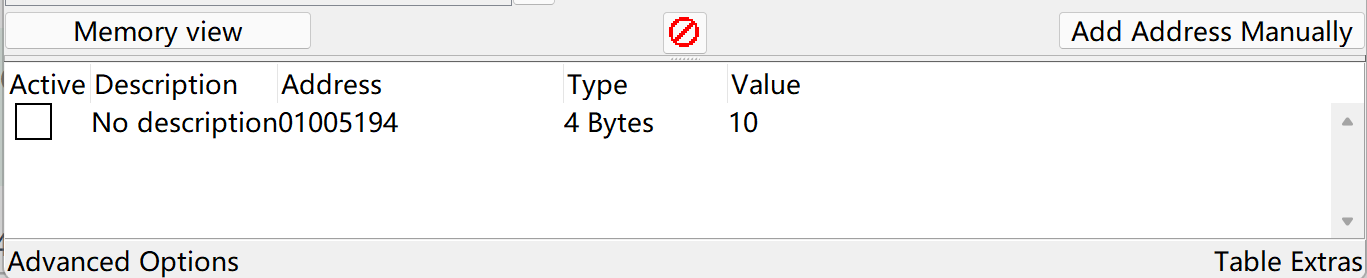 Memory view Add Address Manually
Active Description Address Type Value
No description 01005194 4 Bytes 10
Advanced Options Table Extras